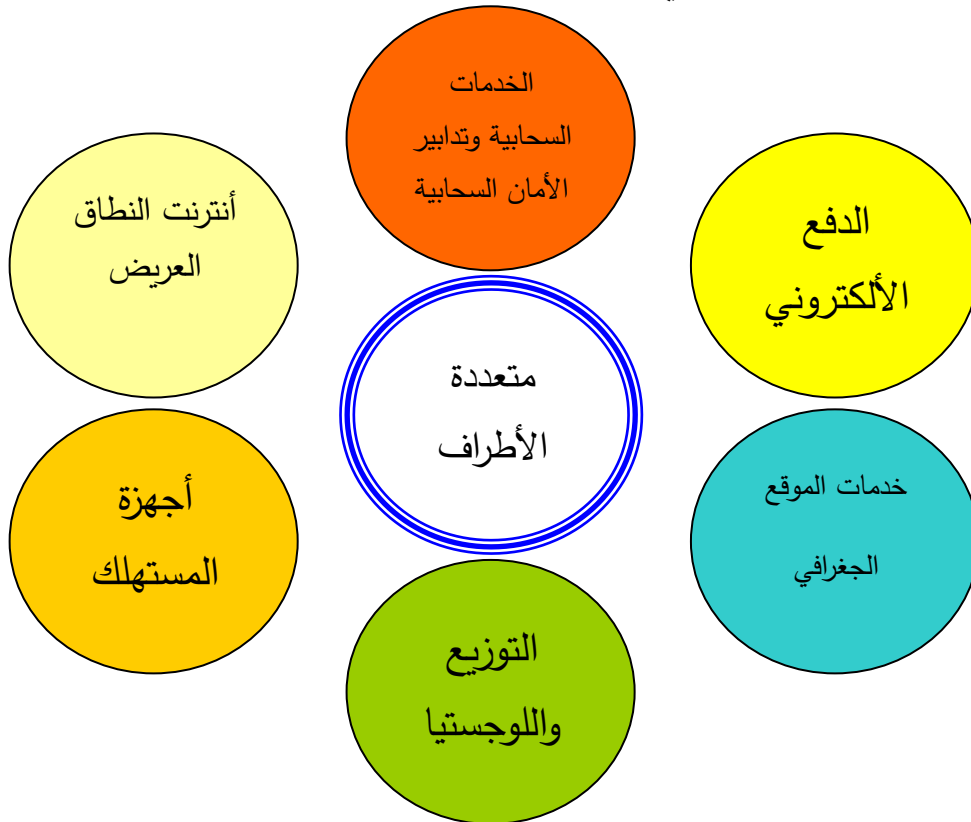 الخدمات
السحابية وتدابير
الأمان السحابية
الدفع
الألكتروني
أنترنت النطاق
العريض
متعددة
الأطراف
خدمات الموقع
الجغرافي
أجهزة
المستهلك
التوزيع
واللوجستيا